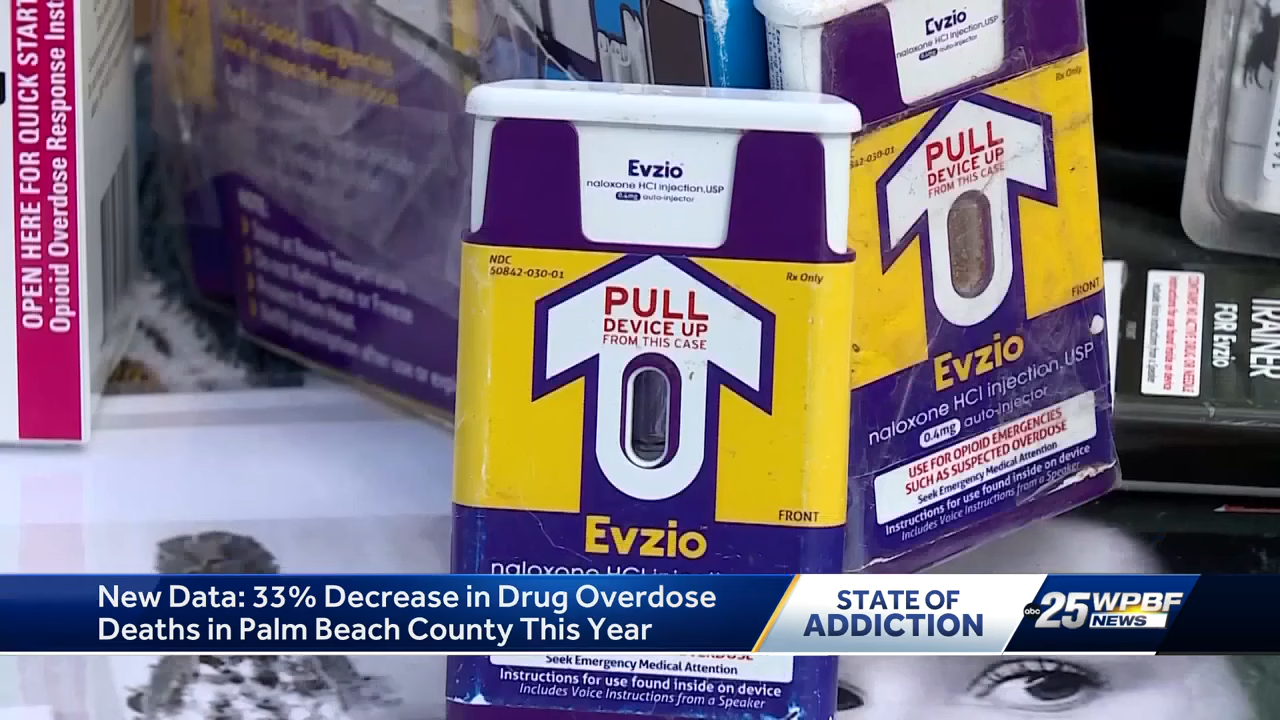 OPEN HERE FOR QUICK START
Opioid Overdose Response Inst
Evzio
naloxone HCl injection, USP
0.4mg auto-injector
NDC
50842-030-01
Rx Only
PULL
DEVICE UP
FROM THIS CASE
FRONT
Evzio
Seek Emergency Medical Attention
Instructions for use found inside on device
Includes Voice Instructions from a Speaker
Evzio
naloxone HCl injection, USP
0.4mg auto-injector
Rx Only
42-030-01
PULL
DEVICE UP
FROM THIS CASE
FRONT
Evzio
naloxone HCl injection, USP
0.4mg auto-injector
USE FOR OPIOID EMERGENCIES
SUCH AS SUSPECTED OVERDOSE
Seek Emergency Medical Attention
Instructions for use found inside on device
Includes Voice Instructions from a Speaker
TRAINER
FOR Evzio
New Data: 33% Decrease in Drug Overdose
Deaths in Palm Beach County This Year
STATE OF
ADDICTION
abc 25 WPBF
NEWS